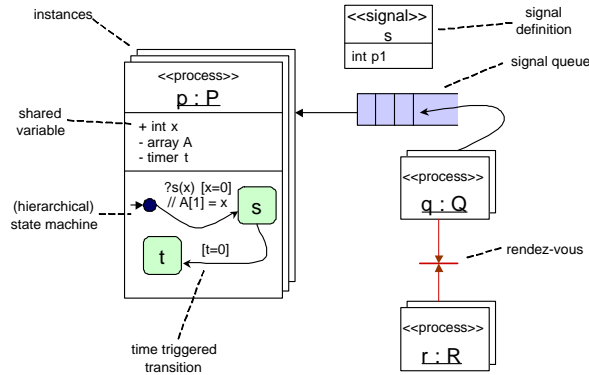 instances
<<signal>>
s
int p1
signal
definition
signal queue
<<process>>
p : P
shared
variable
+ int x
- array A
- timer t
?s(x) [x=0]
// A[1] = x
s
(hierarchical)
state machine
t
[t=0]
time triggered
transition
<<process>>
q : Q
rendez-vous
<<process>>
r : R